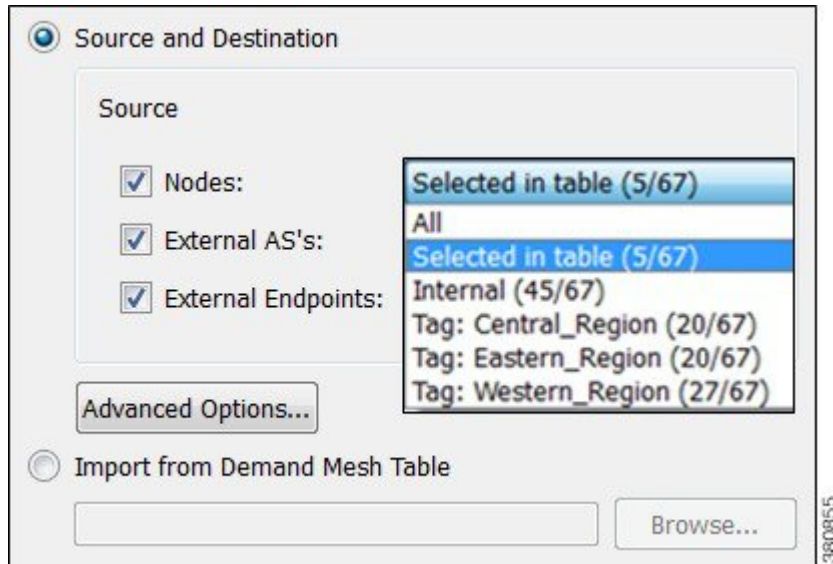 Source and Destination
Source
Nodes:
Selected in table (5/67)
All
External AS's:
Selected in table (5/67)
External Endpoints:
Internal (45/67)
Tag: Central_Region (20/67)
Tag: Eastern_Region (20/67)
Tag: Western_Region (27/67)
Advanced Options...
Import from Demand Mesh Table
Browse...
380855